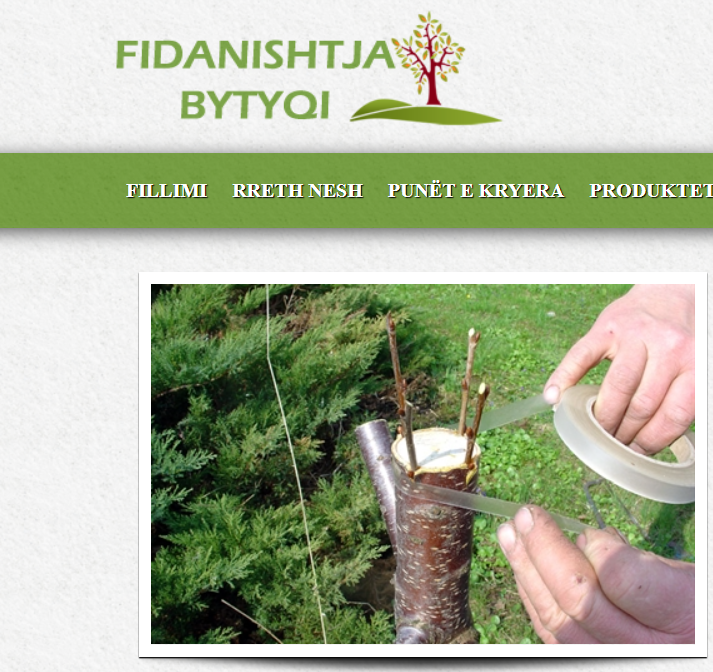 FIDANISHTJA
BYTYQI
FILLIMI RRETH NESH PUNËT E KRYERA PRODUKTET